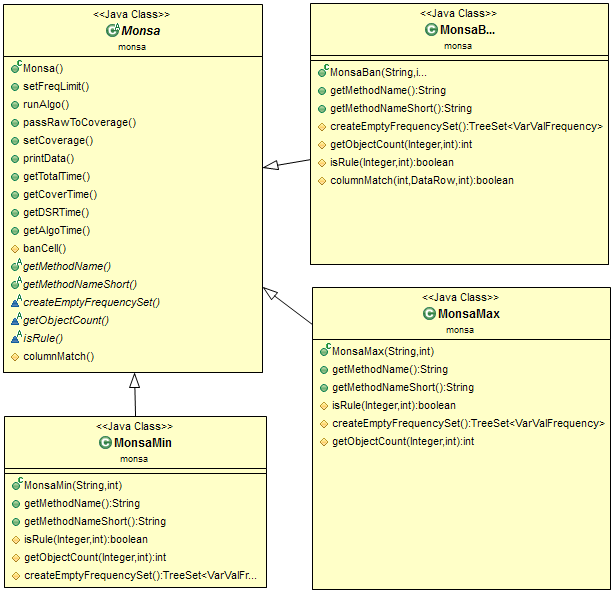 <<Java Class>>
Monsa
monsa
Monsa()
setFreqLimit()
runAlgo()
passRawToCoverage()
setCoverage()
printData()
getTotalTime()
getCoverTime()
getDSRTime()
getAlgoTime()
banCell()
getMethodName()
getMethodNameShort()
createEmptyFrequencySet()
getObjectCount()
isRule()
columnMatch()
<<Java Class>>
MonsaB...
monsa
MonsaBan(String,i...
getMethodName():String
getMethodNameShort():String
createEmptyFrequencySet():TreeSet<VarValFrequency>
getObjectCount(Integer,int):int
isRule(Integer,int):boolean
columnMatch(int,DataRow,int):boolean
<<Java Class>>
MonsaMax
monsa
MonsaMax(String,int)
getMethodName():String
getMethodNameShort():String
isRule(Integer,int):boolean
createEmptyFrequencySet():TreeSet<VarValFrequency>
getObjectCount(Integer,int):int
<<Java Class>>
MonsaMin
monsa
MonsaMin(String,int)
getMethodName():String
getMethodNameShort():String
isRule(Integer,int):boolean
getObjectCount(Integer,int):int
createEmptyFrequencySet():TreeSet<VarValFr...